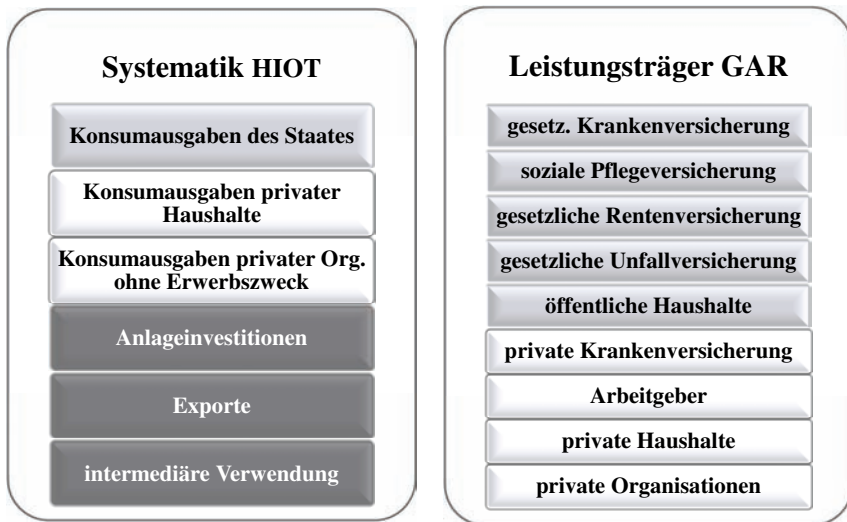 Systematik HIOT
Konsumausgaben des Staates
Konsumausgaben privater
Haushalte
Konsumausgaben privater Org.
ohne Erwerbszweck
Anlageinvestitionen
Exporte
intermediäre Verwendung
Leistungsträger GAR
gesetz. Krankenversicherung
soziale Pflegeversicherung
gesetzliche Rentenversicherung
gesetzliche Unfallversicherung
öffentliche Haushalte
private Krankenversicherung
Arbeitgeber
private Haushalte
private Organisationen